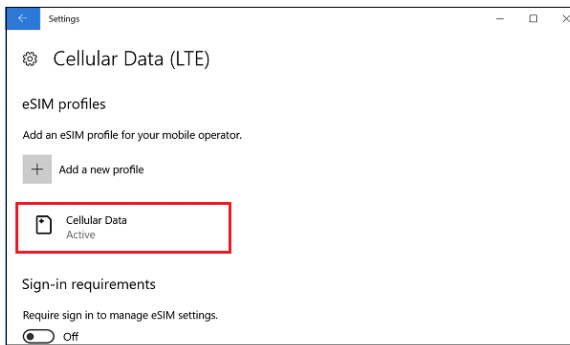 Settings
Cellular Data (LTE)
eSIM profiles
Add an eSIM profile for your mobile operator.
Add a new profile
Cellular Data
Active
Sign-in requirements
Require sign in to manage eSIM settings.
Off